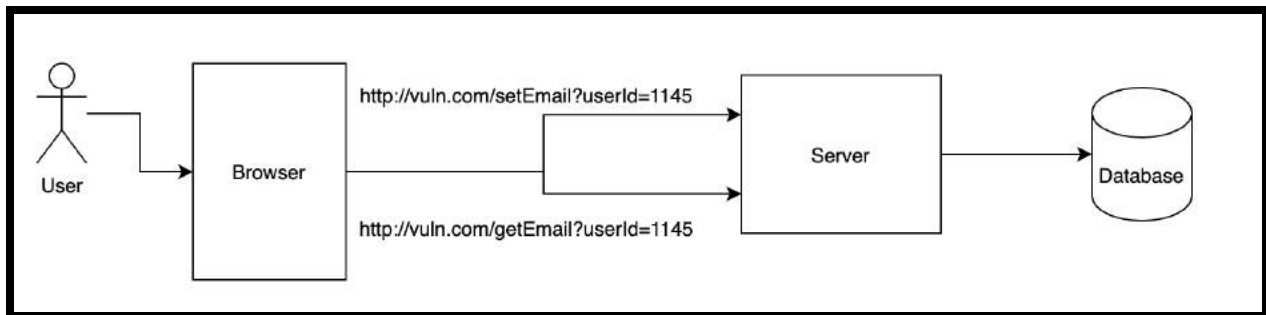 http://vuln.com/setEmail?userId=1145
User
Browser
Server
Database
http://vuln.com/getEmail?userId=1145